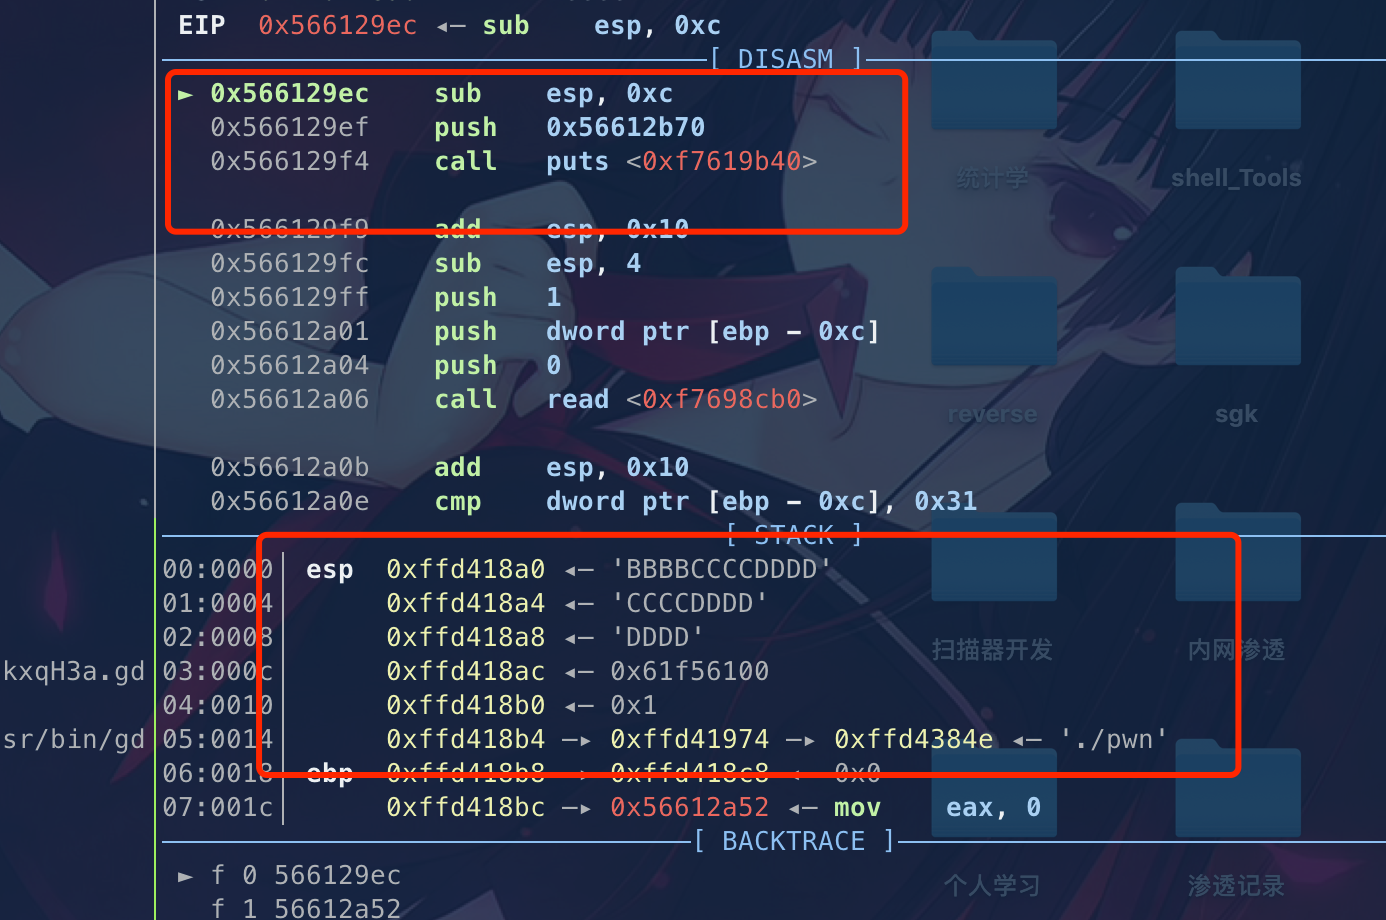 EIP  0x566129ec ◂— sub    esp, 0xc
[ DISASM ]
► 0x566129ec    sub    esp, 0xc
0x566129ef    push   0x56612b70
0x566129f4    call   puts <0xf7619b40>
0x566129f9    add    esp, 0x10
0x566129fc    sub    esp, 4
0x566129ff    push   1
0x56612a01    push   dword ptr [ebp - 0xc]
0x56612a04    push   0
0x56612a06    call   read <0xf7698cb0>
0x56612a0b    add    esp, 0x10
0x56612a0e    cmp    dword ptr [ebp - 0xc], 0x31
[ STACK ]
00:0000│ esp  0xffd418a0 ◂— 'BBBBCCCCDDDD'
01:0004│      0xffd418a4 ◂— 'CCCCDDDD'
02:0008│      0xffd418a8 ◂— 'DDDD'
03:000c│      0xffd418ac ◂— 0x61f56100
04:0010│      0xffd418b0 ◂— 0x1
05:0014│      0xffd418b4 —▸ 0xffd41974 —▸ 0xffd4384e ◂— './pwn'
06:0018│ ebp  0xffd418b8 —▸ 0xffd418c8 ◂— 0x0
07:001c│      0xffd418bc —▸ 0x56612a52 ◂— mov    eax, 0
[ BACKTRACE ]
► f 0 566129ec
f 1 56612a52
kxqH3a.gd
sr/bin/gd
统计学
shell_Tools
reverse
sgk
扫描器开发
内网渗透
个人学习
渗透记录